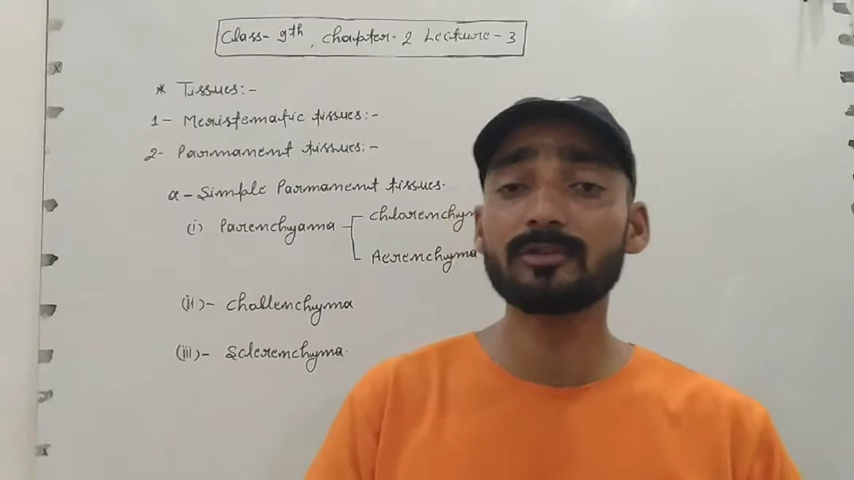 Class- 9th, Chapter- 2 Lecture - 3
* Tissues:-
1- Meristematic tissues:-
2- Parmanent tissues:-
a- Simple Parmanent tissues.
(i) Parenchyama
Chlorenchym
Aerenchyma
(ii)- Challenchyma
(iii)- Sclerenchyma.